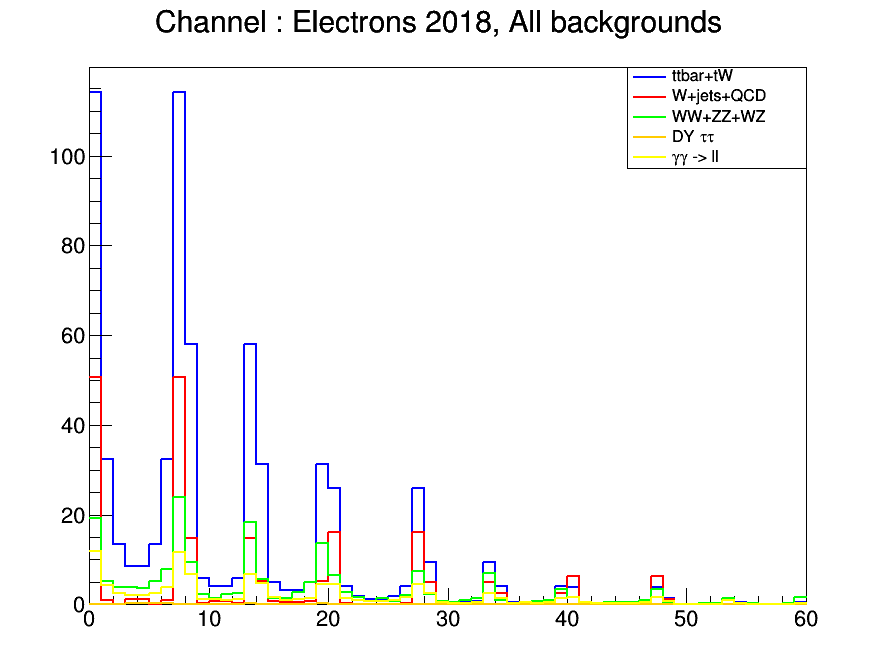 Channel : Electrons 2018, All backgrounds
ttbar+tW
W+jets+QCD
WW+ZZ+WZ
DY ττ
γγ -> ll
100
80
60
40
20
0
0 10 20 30 40 50 60